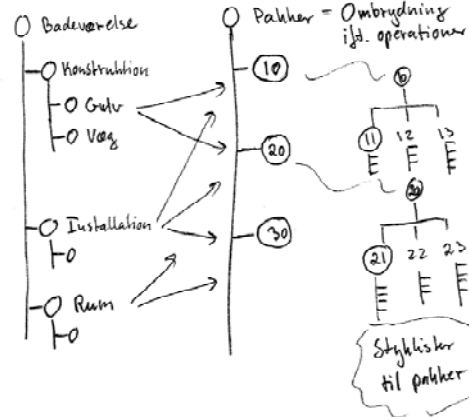 Badeværelse
Konstruktion
Gulv
Væg
Installation
Rum
Pakker = Ombrydning
ift. operationer
10
20
30
10
11 12 13
20
21 22 23
Styklister
til pakker